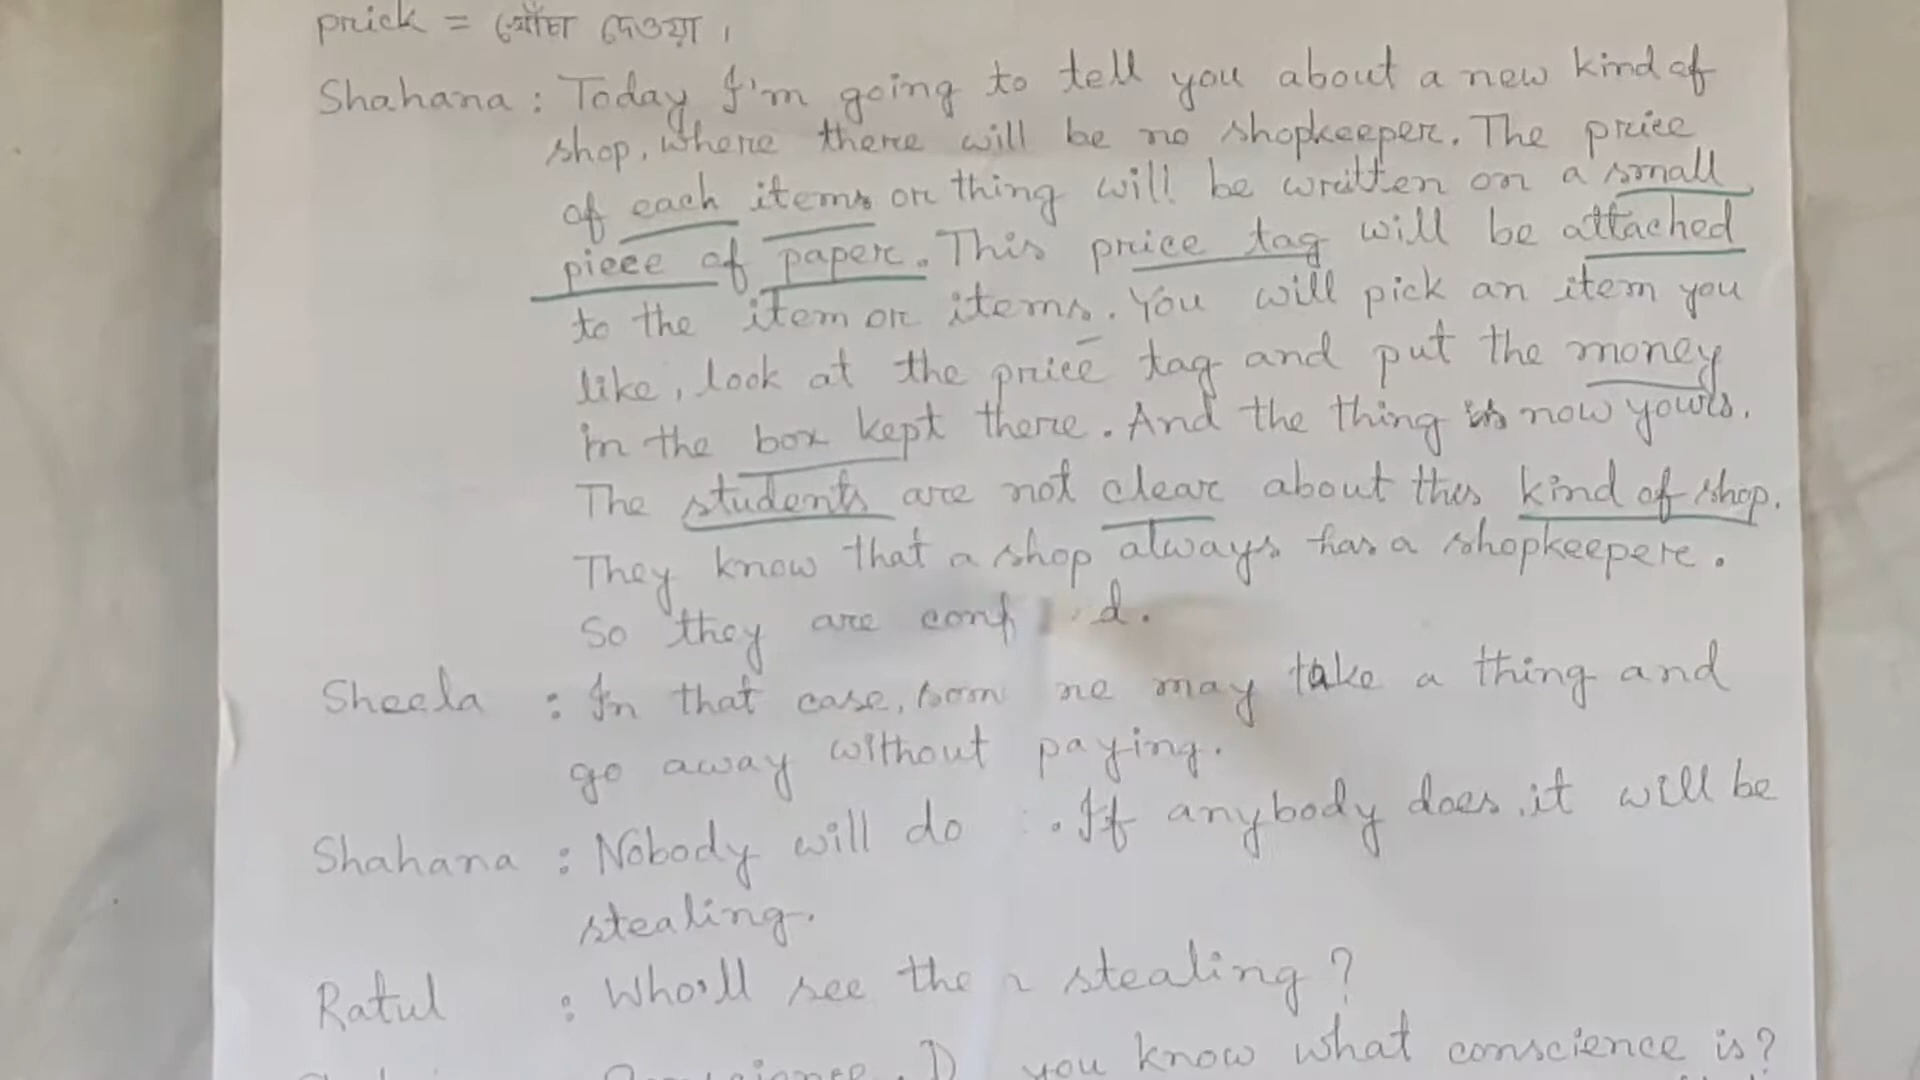 prick = খোঁচা দেওয়া।
Shahana : Today I'm going to tell you about a new kind of
shop, where there will be no shopkeeper. The price
of each items or thing will be written on a small
piece of paper. This price tag will be attached
to the item or items. You will pick an item you
like, look at the price tag and put the money
in the box kept there. And the thing is now yours.
The students are not clear about this kind of shop.
They know that a shop always has a shopkeeper.
So they are conf d.
Sheela : In that case, som ne may take a thing and
go away without paying.
Shahana : Nobody will do . If anybody does, it will be
stealing.
Ratul : Who'll see the stealing?
you know what conscience is?